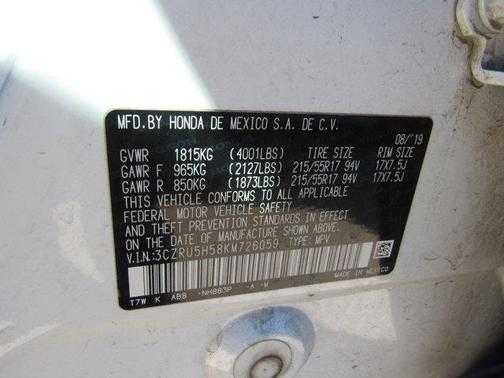 MFD.BY HONDA DE MEXICO S.A. DE C.V.
08/'19
GVWR 1815KG (4001LBS) TIRE SIZE RIM SIZE
GAWR F 965KG (2127LBS) 215/55R17 94V 17X7.5J
GAWR R 850KG (1873LBS) 215/55R17 94V 17X7.5J
THIS VEHICLE CONFORMS TO ALL APPLICABLE
FEDERAL MOTOR VEHICLE SAFETY
AND THEFT PREVENTION STANDARDS IN EFFECT
ON THE DATE OF MANUFACTURE SHOWN ABOVE.
V.I.N:3CZRU5H58KM726059 TYPE: MPV
MADE IN MEXICO
T7W K ABB -NH883P -A -M